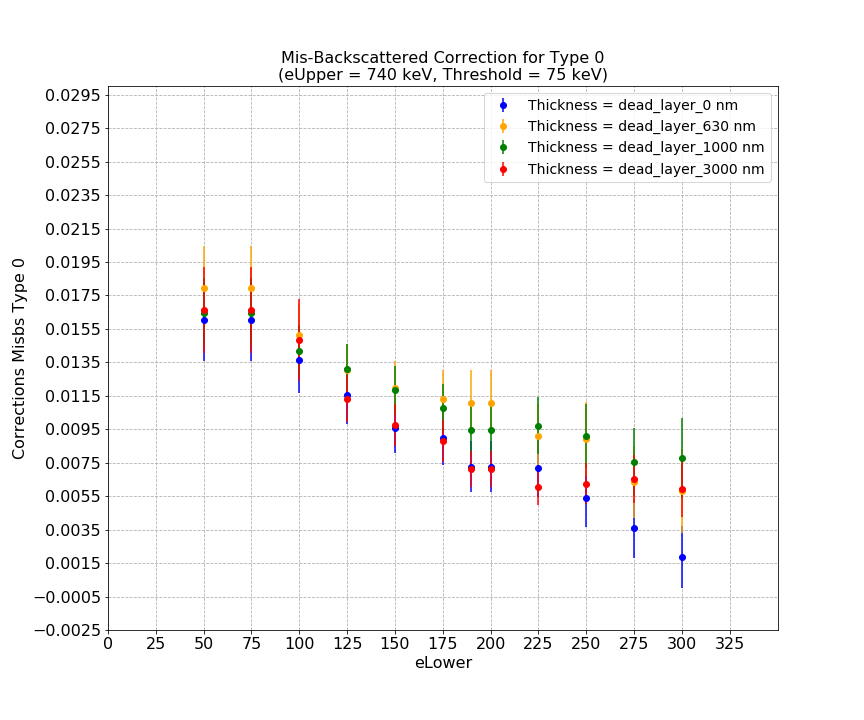 Mis-Backscattered Correction for Type 0
(eUpper = 740 keV, Threshold = 75 keV)
Thickness = dead_layer_0 nm
Thickness = dead_layer_630 nm
Thickness = dead_layer_1000 nm
Thickness = dead_layer_3000 nm
Corrections Misbs Type 0
0.0295
0.0275
0.0255
0.0235
0.0215
0.0195
0.0175
0.0155
0.0135
0.0115
0.0095
0.0075
0.0055
0.0035
0.0015
−0.0005
−0.0025
0 25 50 75 100 125 150 175 200 225 250 275 300 325
eLower